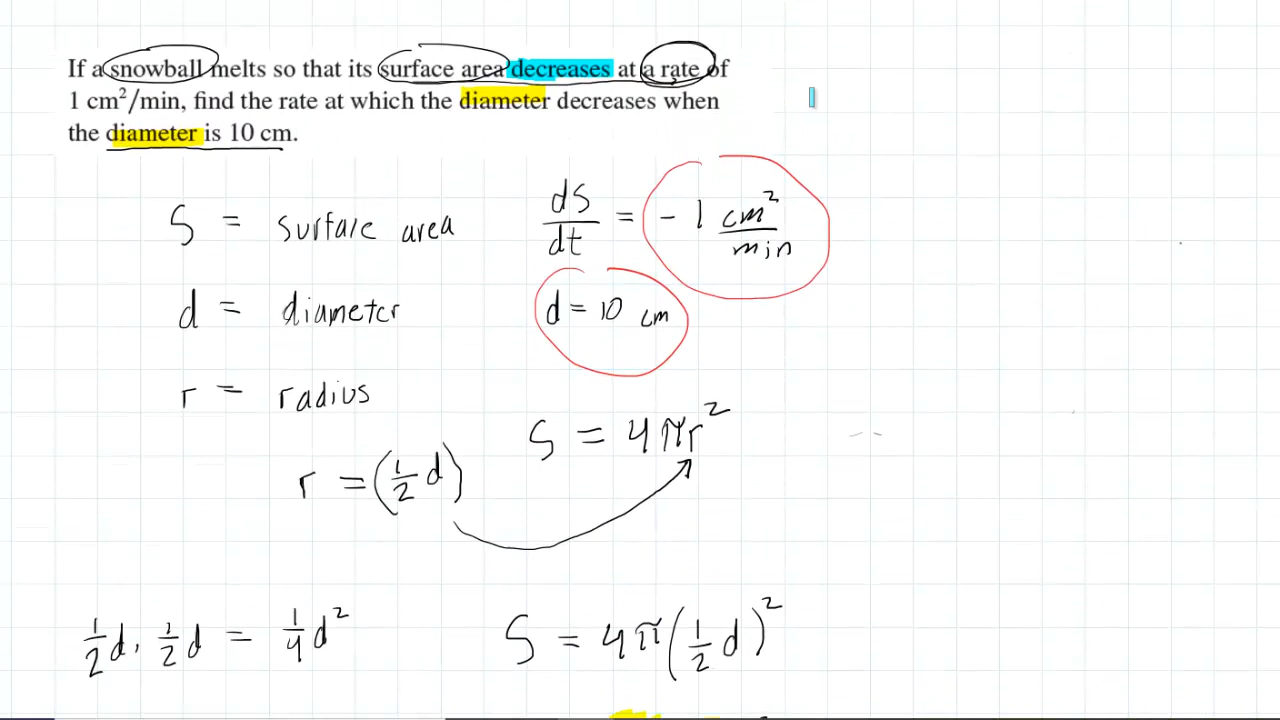 If a snowball melts so that its surface area decreases at a rate of
1 cm²/min, find the rate at which the diameter decreases when
the diameter is 10 cm.
S = surface area
dS/dt = - 1 cm²/min
d = diameter
d = 10 cm
r = radius
S = 4πr²
r = (1/2 d)
1/2 d · 1/2 d = 1/4 d²
S = 4π(1/2 d)²